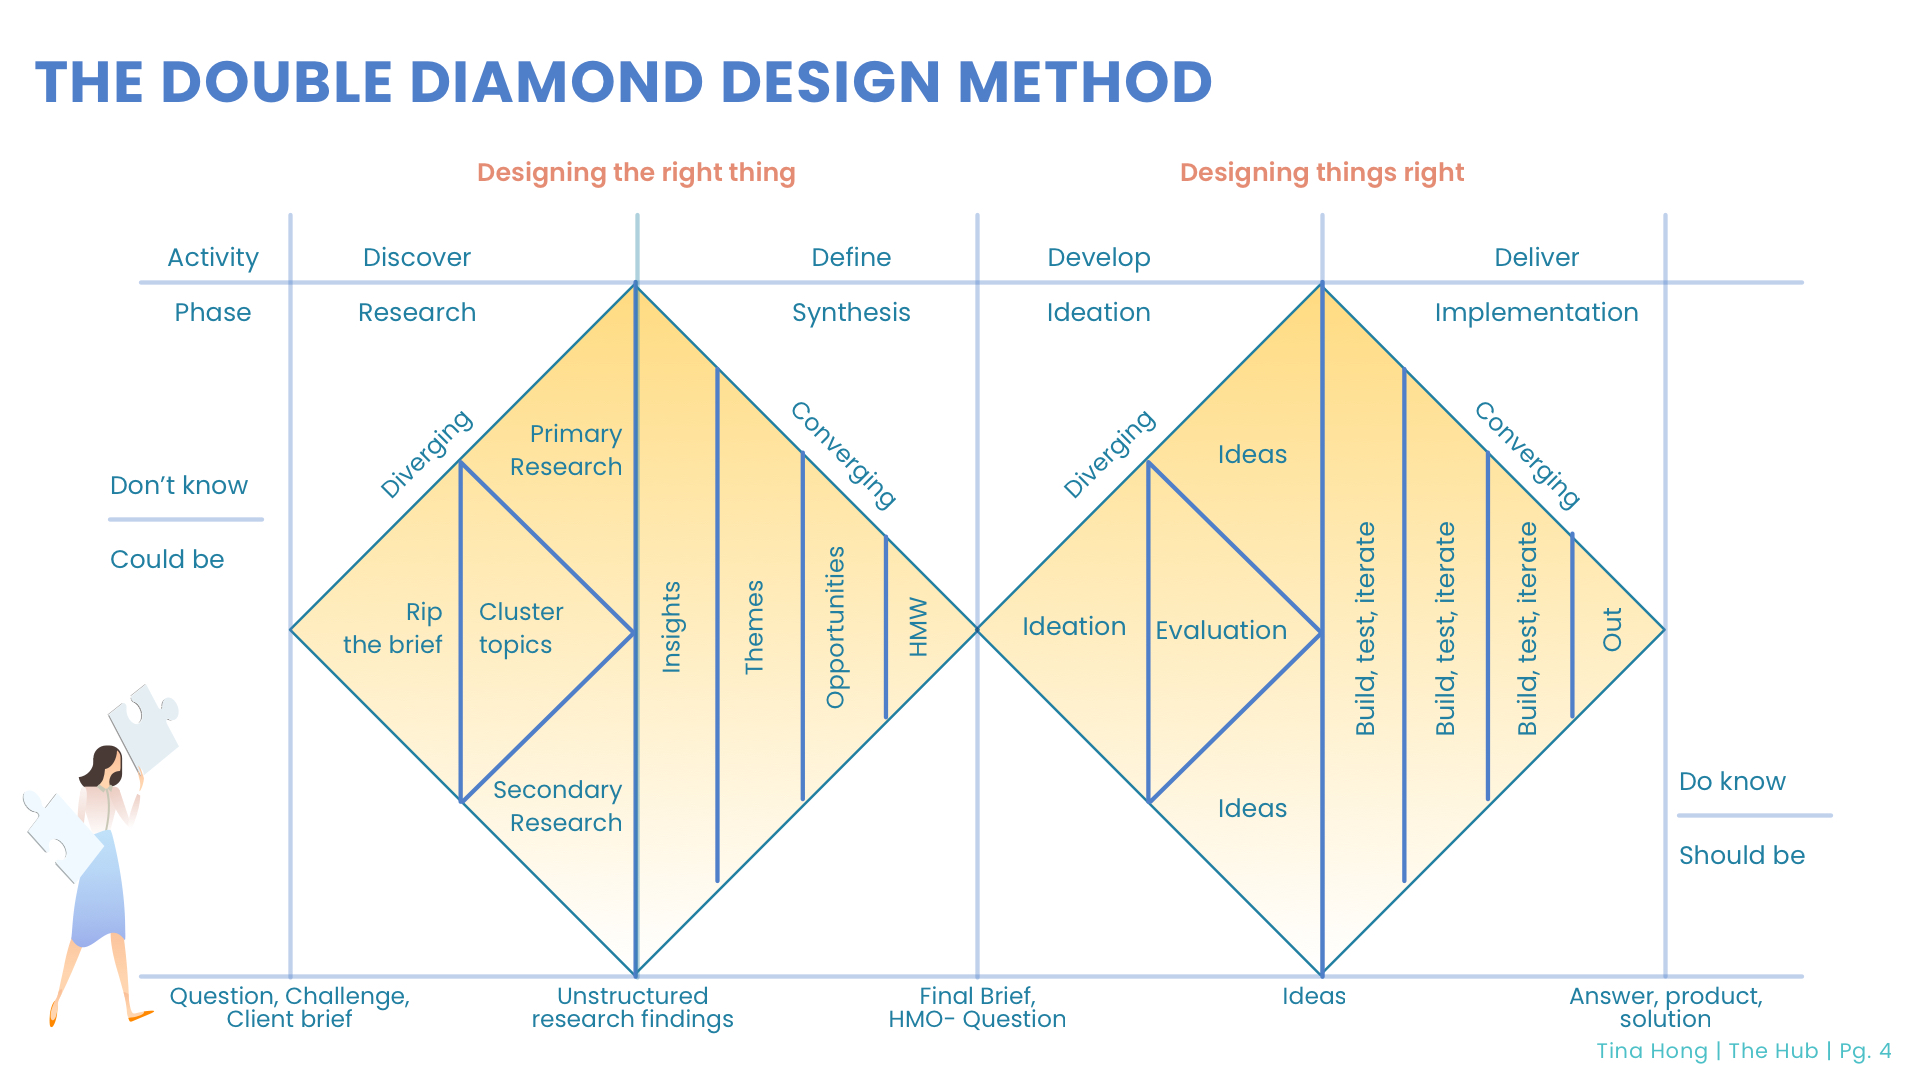 THE DOUBLE DIAMOND DESIGN METHOD
Designing the right thing
Designing things right
Activity
Discover
Define
Develop
Deliver
Phase
Research
Synthesis
Ideation
Implementation
Diverging
Converging
Diverging
Converging
Don't know
Could be
Primary
Research
Rip
the brief
Cluster
topics
Secondary
Research
Insights
Themes
Opportunities
HMW
Ideas
Ideation
Evaluation
Ideas
Build, test, iterate
Build, test, iterate
Build, test, iterate
Out
Do know
Should be
Question, Challenge,
Client brief
Unstructured
research findings
Final Brief,
HMO- Question
Ideas
Answer, product,
solution
Tina Hong | The Hub | Pg. 4